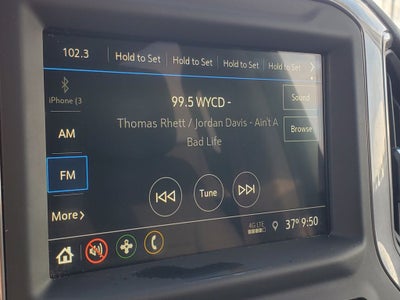 102.3 Hold to Set Hold to Set Hold to Set Hold to Set
iPhone (3
99.5 WYCD -
Sound
Thomas Rhett / Jordan Davis - Ain't A
Bad Life
Browse
AM
FM
Tune
More
4G LTE
37° 9:50